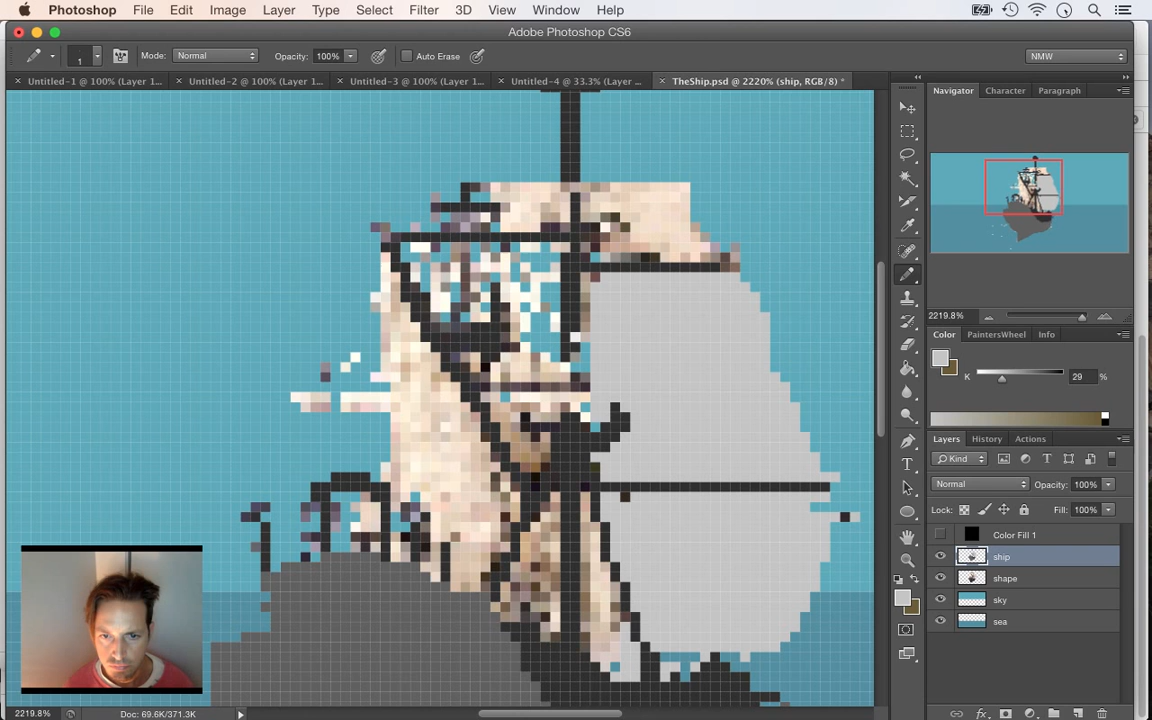 Photoshop File Edit Image Layer Type Select Filter 3D View Window Help
Adobe Photoshop CS6
1 Mode: Normal Opacity: 100% Auto Erase NMW
Untitled-1 @ 100% (Layer 1... Untitled-2 @ 100% (Layer 1... Untitled-3 @ 100% (Layer 1... Untitled-4 @ 33.3% (Layer ... TheShip.psd @ 2220% (ship, RGB/8) *
Navigator Character Paragraph
2219.8%
Color PaintersWheel Info
K 29 %
Layers History Actions
Kind
Normal Opacity: 100%
Lock: Fill: 100%
Color Fill 1
ship
shape
sky
sea
2219.8% Doc: 69.6K/371.3K